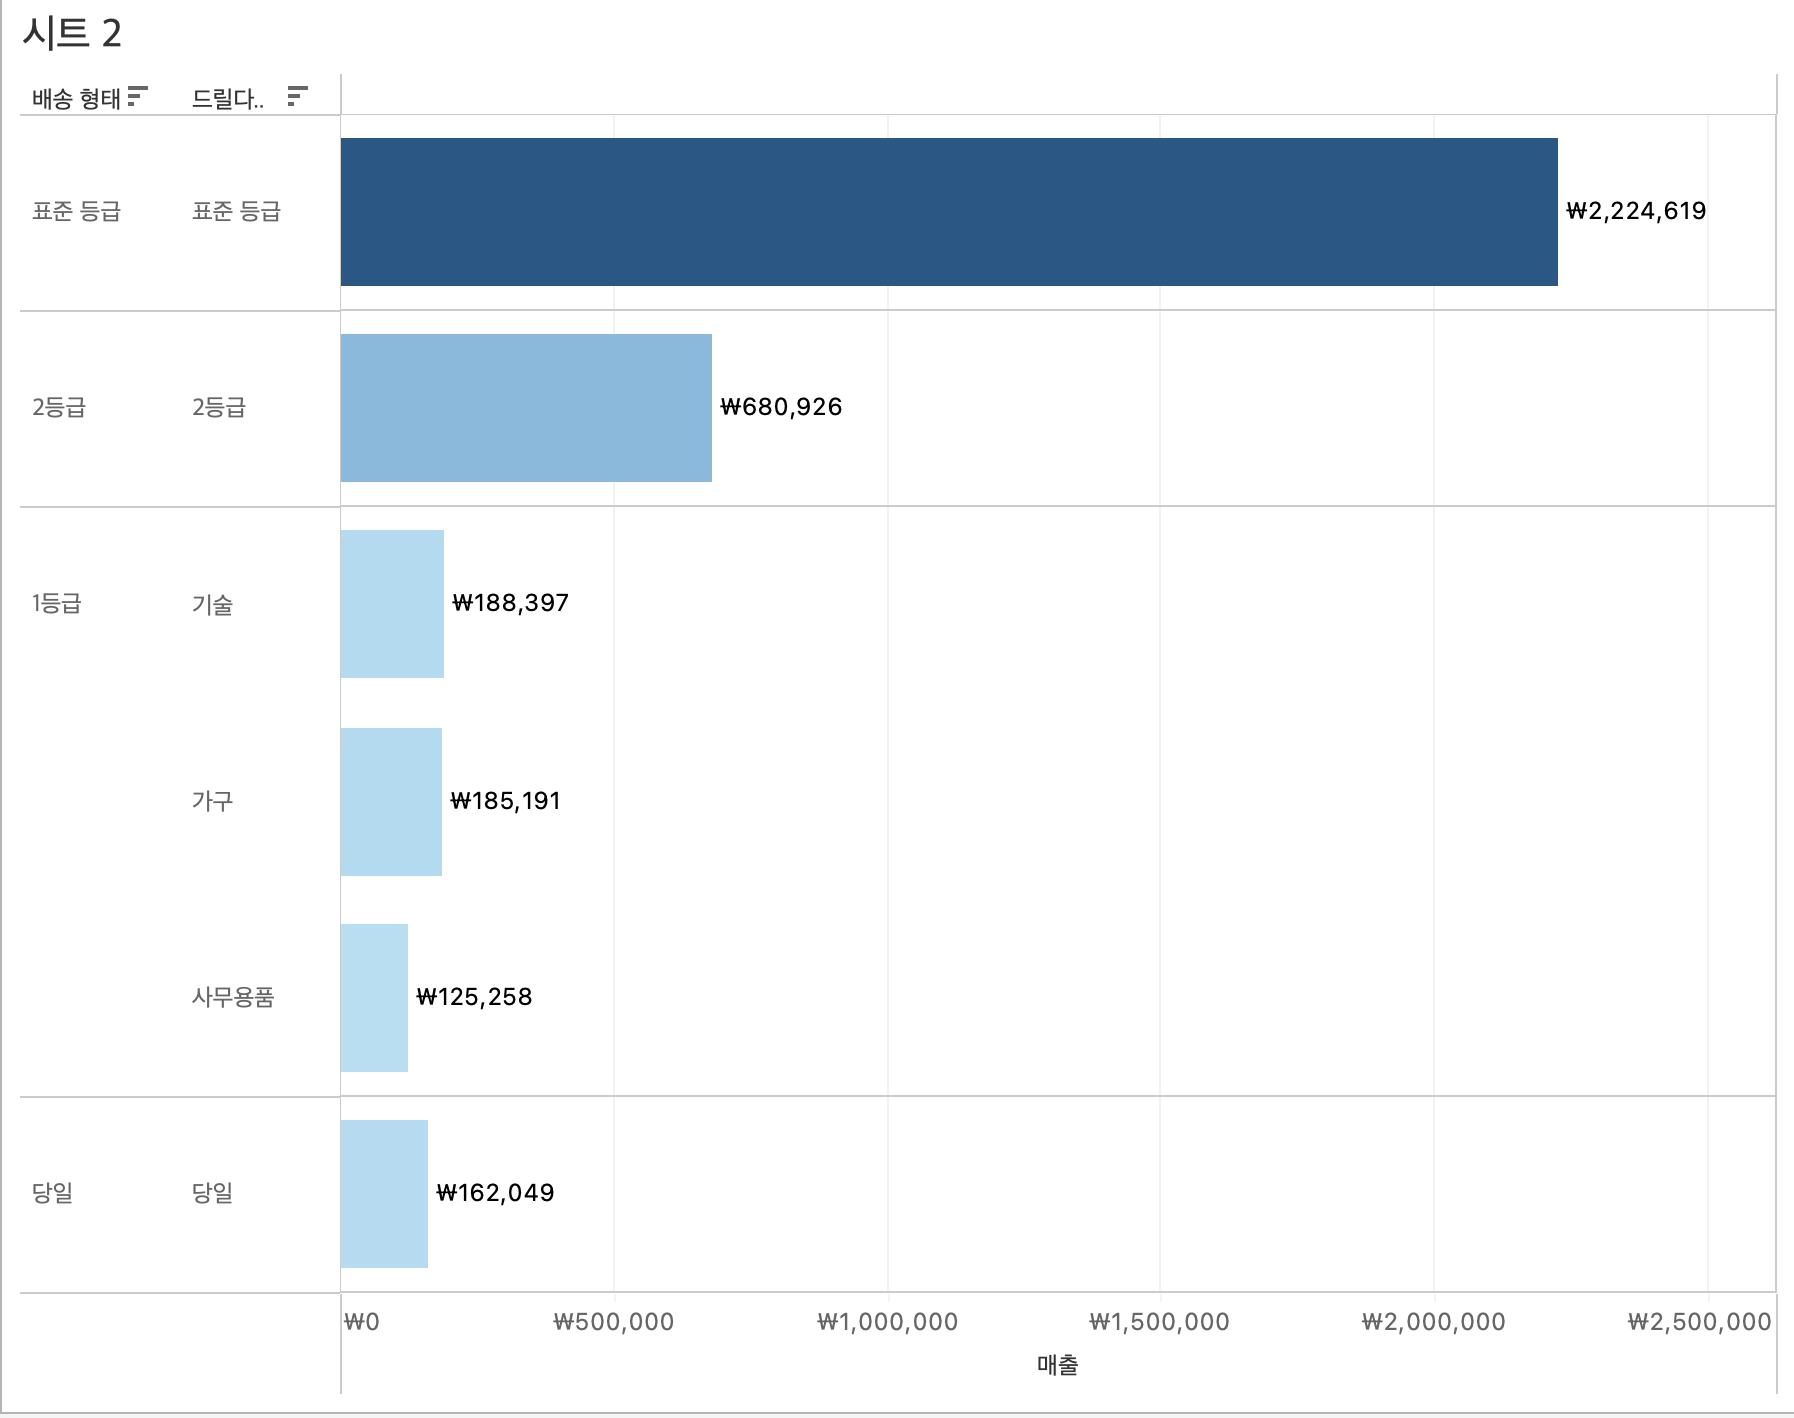 시트 2
배송 형태 드릴다..
표준 등급 표준 등급 ₩2,224,619
2등급 2등급 ₩680,926
1등급 기술 ₩188,397
가구 ₩185,191
사무용품 ₩125,258
당일 당일 ₩162,049
₩0 ₩500,000 ₩1,000,000 ₩1,500,000 ₩2,000,000 ₩2,500,000
매출